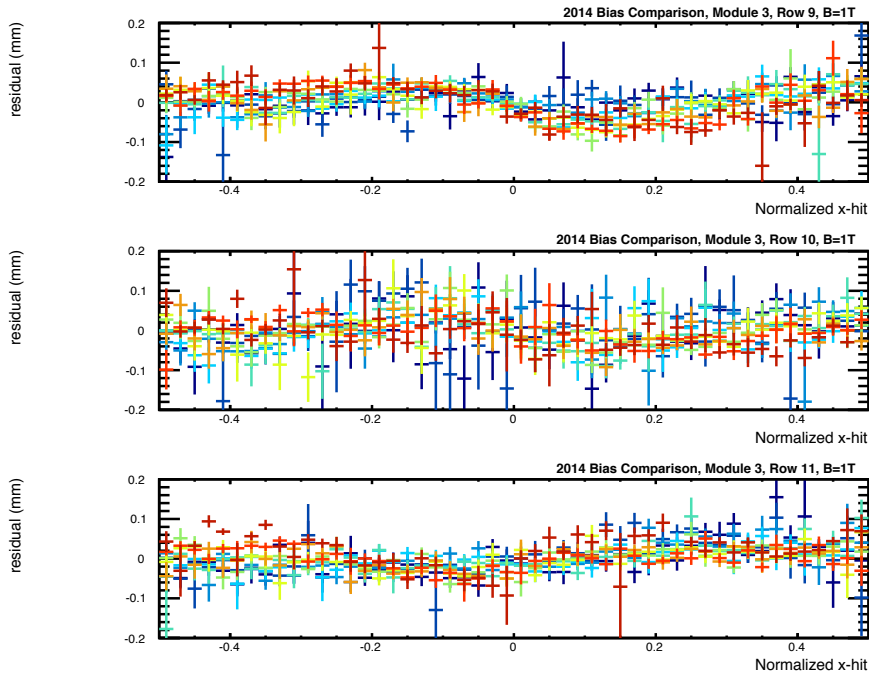 2014 Bias Comparison, Module 3, Row 9, B=1T
residual (mm)
0.2
0.1
0
-0.1
-0.2
-0.4 -0.2 0 0.2 0.4
Normalized x-hit
2014 Bias Comparison, Module 3, Row 10, B=1T
residual (mm)
0.2
0.1
0
-0.1
-0.2
-0.4 -0.2 0 0.2 0.4
Normalized x-hit
2014 Bias Comparison, Module 3, Row 11, B=1T
residual (mm)
0.2
0.1
0
-0.1
-0.2
-0.4 -0.2 0 0.2 0.4
Normalized x-hit